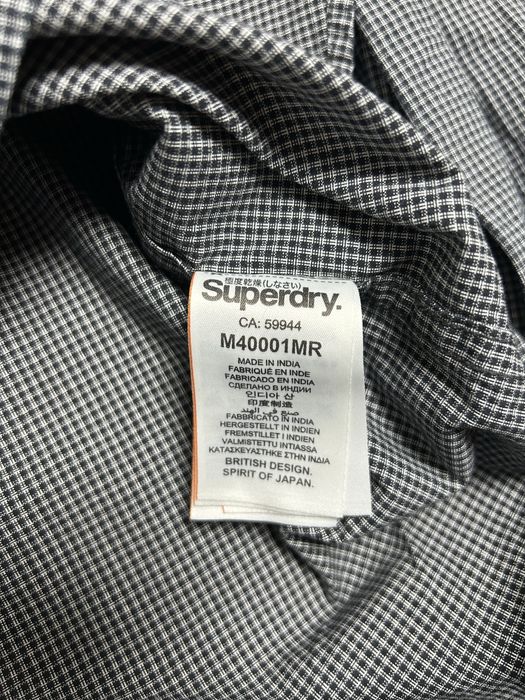 極度乾燥(しなさい)
Superdry.
CA: 59944
M40001MR
MADE IN INDIA
FABRIQUÉ EN INDE
FABRICADO EN INDIA
СДЕЛАНО В ИНДИИ
인디아 산
印度制造
صنع في الهند
FABBRICATO IN INDIA
HERGESTELLT IN INDIEN
FREMSTILLET I INDIEN
VALMISTETTU INTIASSA
ΚΑΤΑΣΚΕΥΑΣΤΗΚΕ ΣΤΗΝ ΙΝΔΙΑ
BRITISH DESIGN.
SPIRIT OF JAPAN.